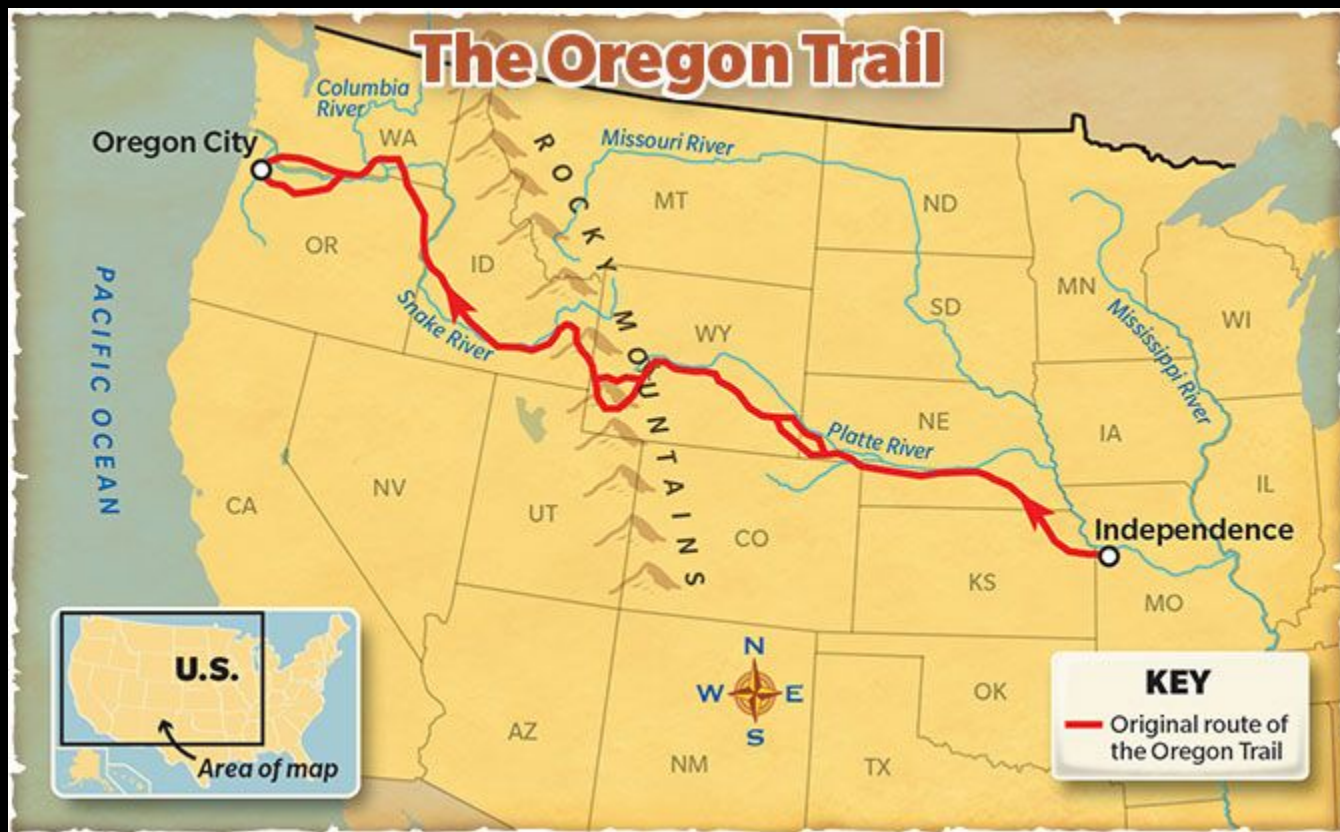 The Oregon Trail
Columbia
River
WA
Oregon City
ROCKY MOUNTAINS
Missouri River
MT
ND
OR
ID
Snake River
WY
SD
MN
Mississippi River
WI
PACIFIC OCEAN
NE
Platte River
IA
IL
CA
NV
UT
CO
Independence
KS
MO
N
W
E
S
AZ
NM
TX
OK
U.S.
Area of map
KEY
Original route of
the Oregon Trail